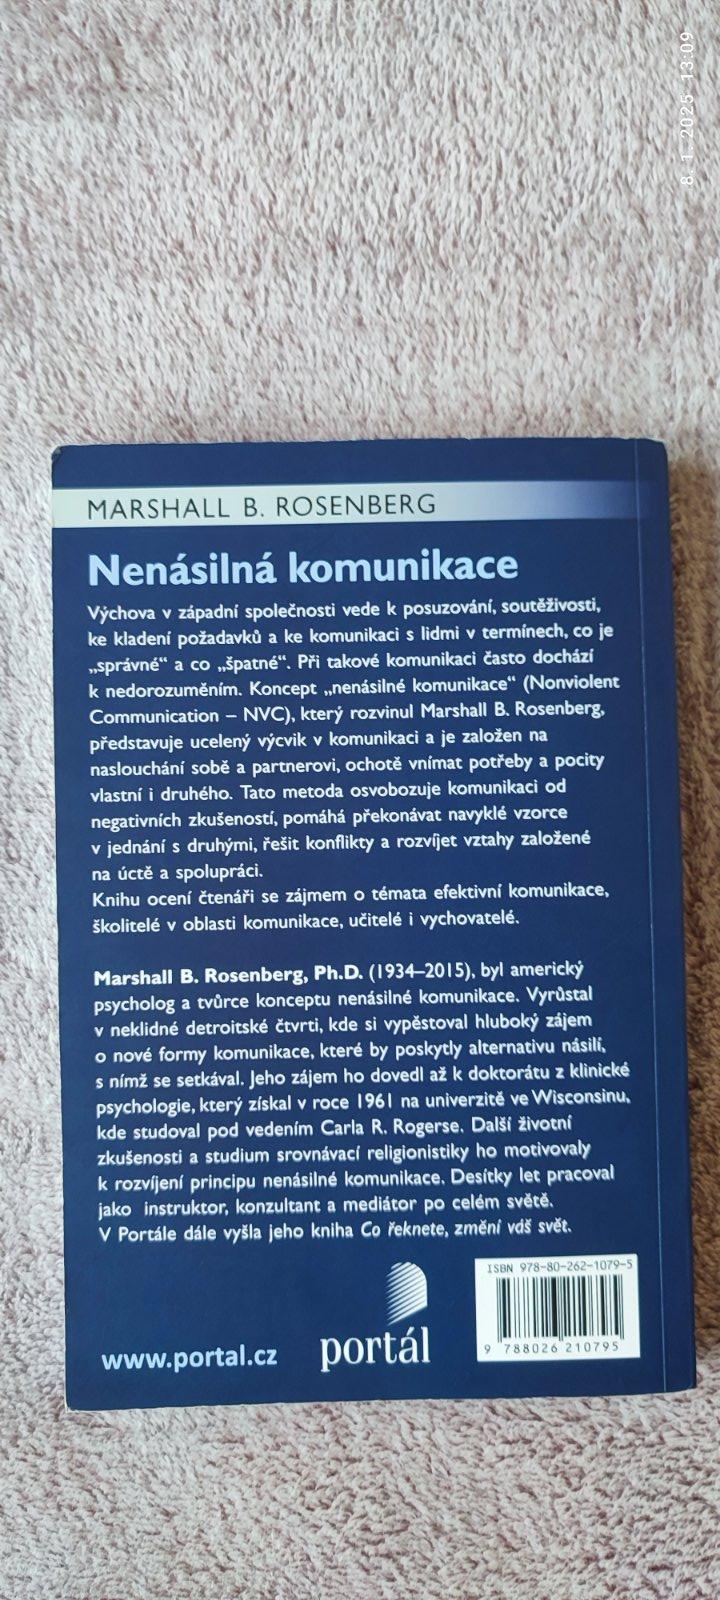 8. 1. 2025 13:09
MARSHALL B. ROSENBERG
Nenásilná komunikace
Výchova v západní společnosti vede k posuzování, soutěživosti,
ke kladení požadavků a ke komunikaci s lidmi v termínech, co je
„správné“ a co „špatné“. Při takové komunikaci často dochází
k nedorozuměním. Koncept „nenásilné komunikace“ (Nonviolent
Communication – NVC), který rozvinul Marshall B. Rosenberg,
představuje ucelený výcvik v komunikaci a je založen na
naslouchání sobě a partnerovi, ochotě vnímat potřeby a pocity
vlastní i druhého. Tato metoda osvobozuje komunikaci od
negativních zkušeností, pomáhá překonávat navyklé vzorce
v jednání s druhými, řešit konflikty a rozvíjet vztahy založené
na úctě a spolupráci.
Knihu ocení čtenáři se zájmem o témata efektivní komunikace,
školitelé v oblasti komunikace, učitelé i vychovatelé.
Marshall B. Rosenberg, Ph.D. (1934–2015), byl americký
psycholog a tvůrce konceptu nenásilné komunikace. Vyrůstal
v neklidné detroitské čtvrti, kde si vypěstoval hluboký zájem
o nové formy komunikace, které by poskytly alternativu násilí,
s nímž se setkával. Jeho zájem ho dovedl až k doktorátu z klinické
psychologie, který získal v roce 1961 na univerzitě ve Wisconsinu,
kde studoval pod vedením Carla R. Rogerse. Další životní
zkušenosti a studium srovnávací religionistiky ho motivovaly
k rozvíjení principu nenásilné komunikace. Desítky let pracoval
jako instruktor, konzultant a mediátor po celém světě.
V Portále dále vyšla jeho kniha Co řeknete, změní váš svět.
ISBN 978-80-262-1079-5
9 788026 210795
www.portal.cz
portál